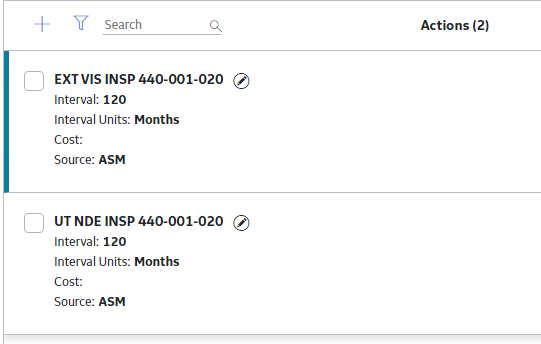 Search
Actions (2)
EXT VIS INSP 440-001-020
Interval: 120
Interval Units: Months
Cost:
Source: ASM
UT NDE INSP 440-001-020
Interval: 120
Interval Units: Months
Cost:
Source: ASM